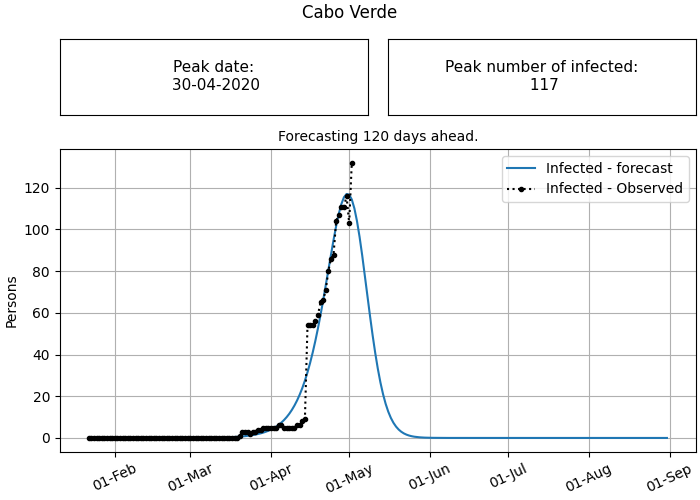 Cabo Verde
Peak date:
30-04-2020
Peak number of infected:
117
Forecasting 120 days ahead.
Infected - forecast
Infected - Observed
Persons
120
100
80
60
40
20
0
01-Feb
01-Mar
01-Apr
01-May
01-Jun
01-Jul
01-Aug
01-Sep